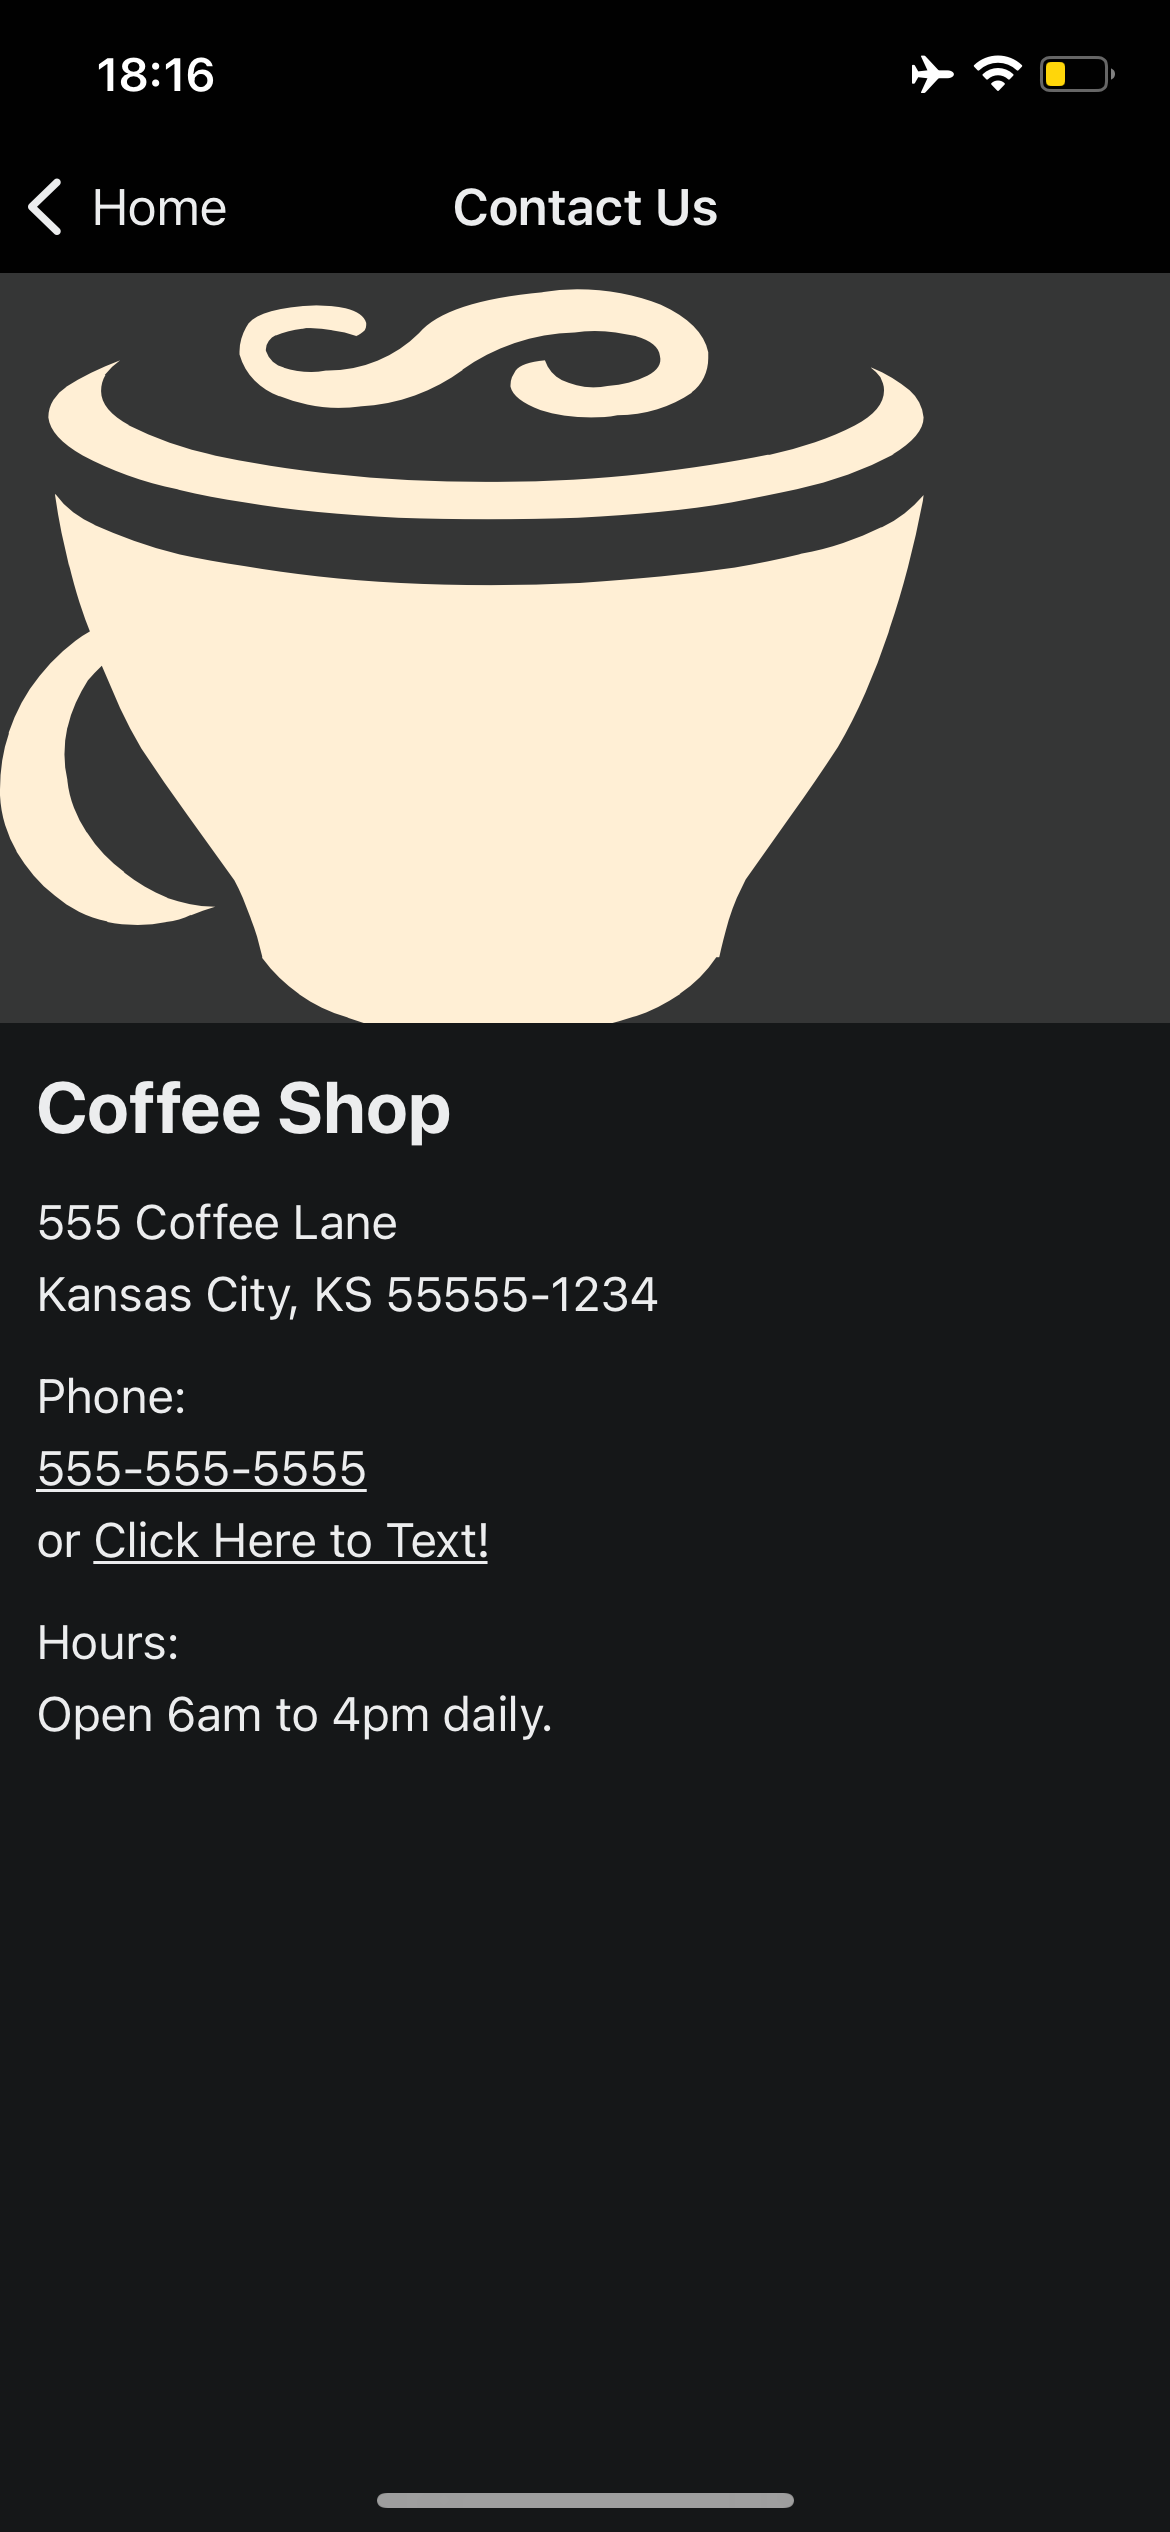 18:16
Home
Contact Us
Coffee Shop
555 Coffee Lane
Kansas City, KS 55555-1234
Phone:
555-555-5555
or Click Here to Text!
Hours:
Open 6am to 4pm daily.